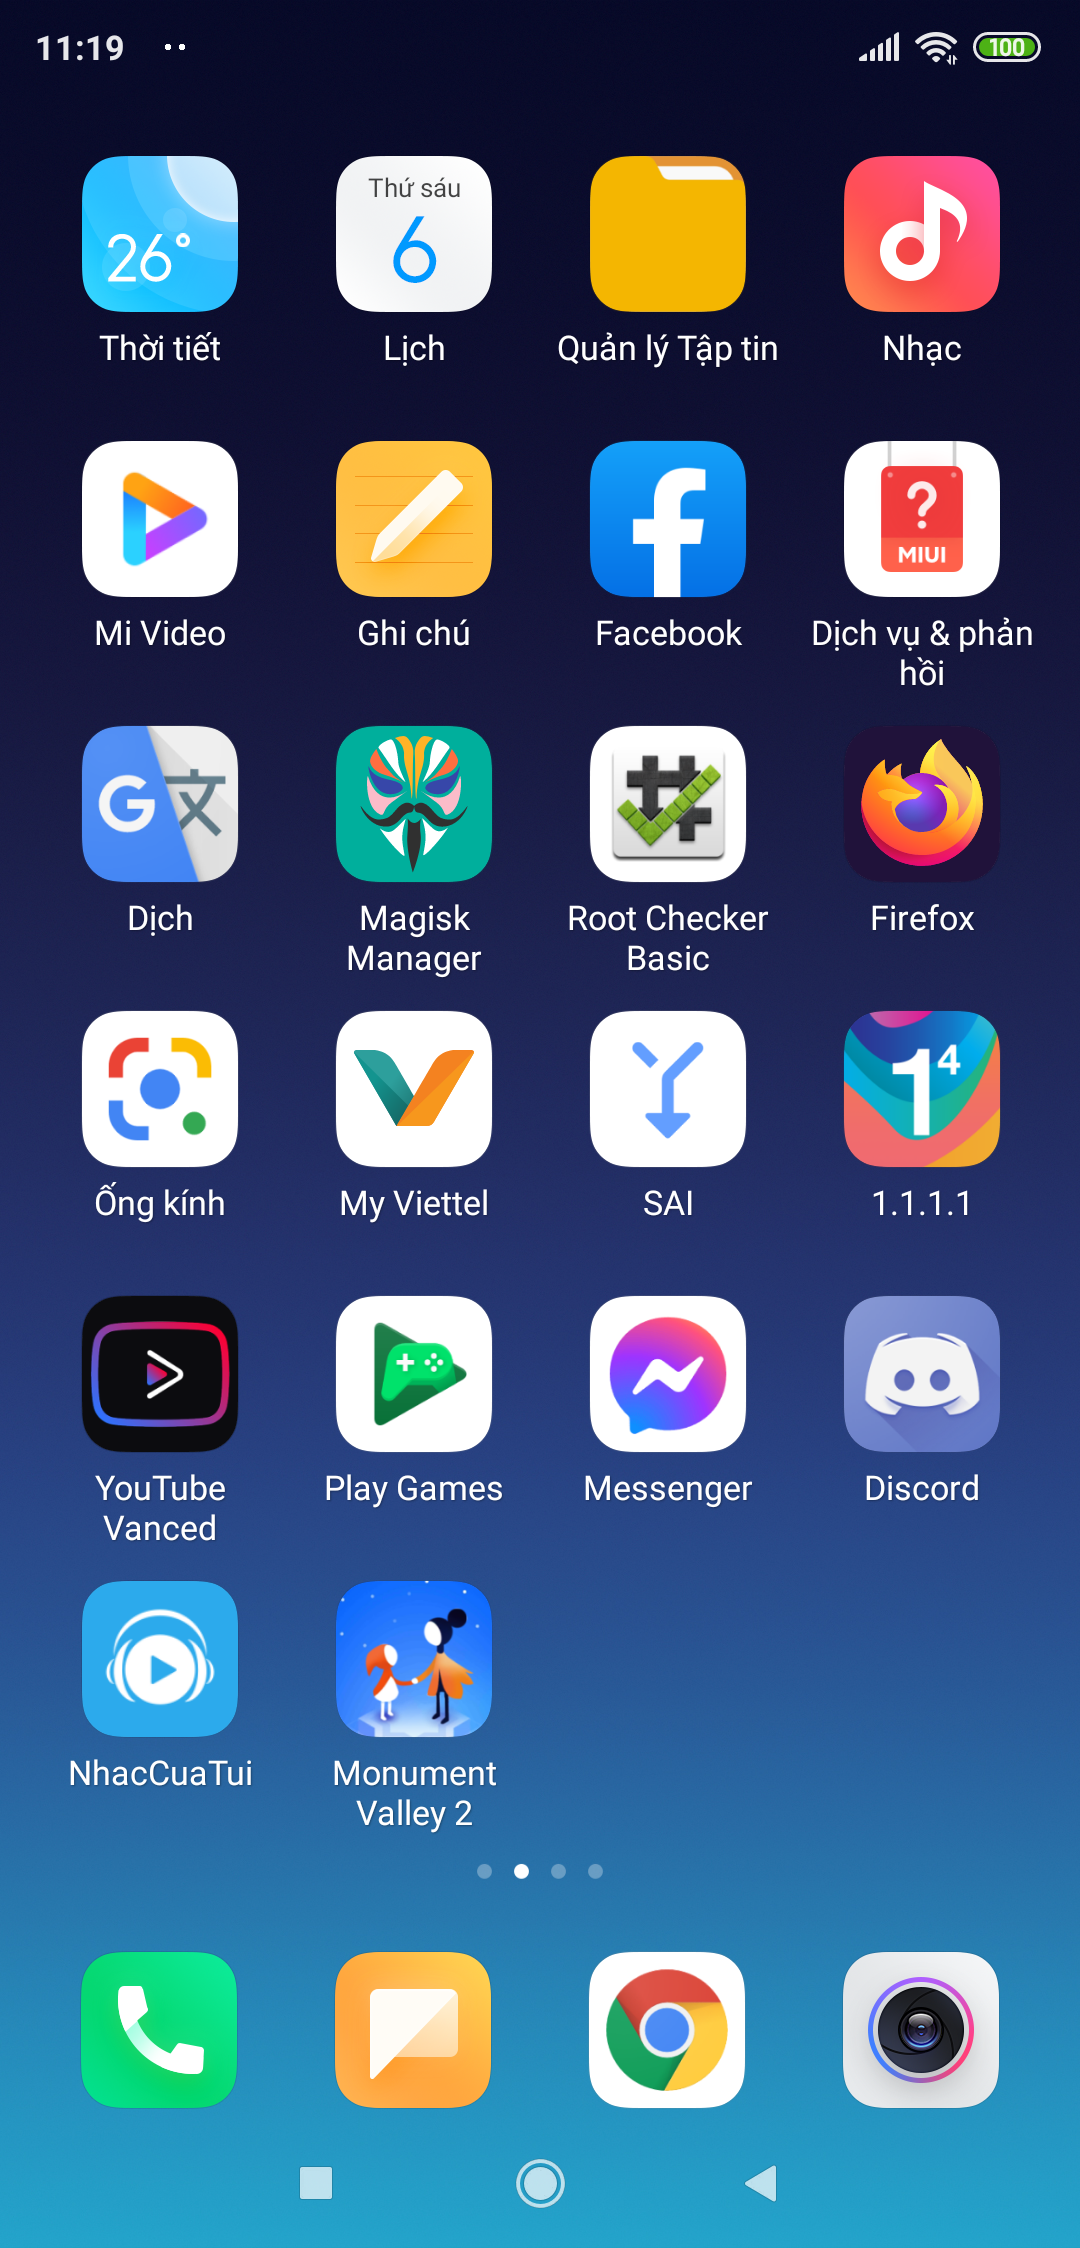 11:19
100
26°
Thứ sáu
6
Thời tiết
Lịch
Quản lý Tập tin
Nhạc
?
MIUI
Mi Video
Ghi chú
Facebook
Dịch vụ & phản
hồi
G 文
Dịch
Magisk
Manager
Root Checker
Basic
Firefox
1⁴
Ống kính
My Viettel
SAI
1.1.1.1
YouTube
Vanced
Play Games
Messenger
Discord
NhacCuaTui
Monument
Valley 2